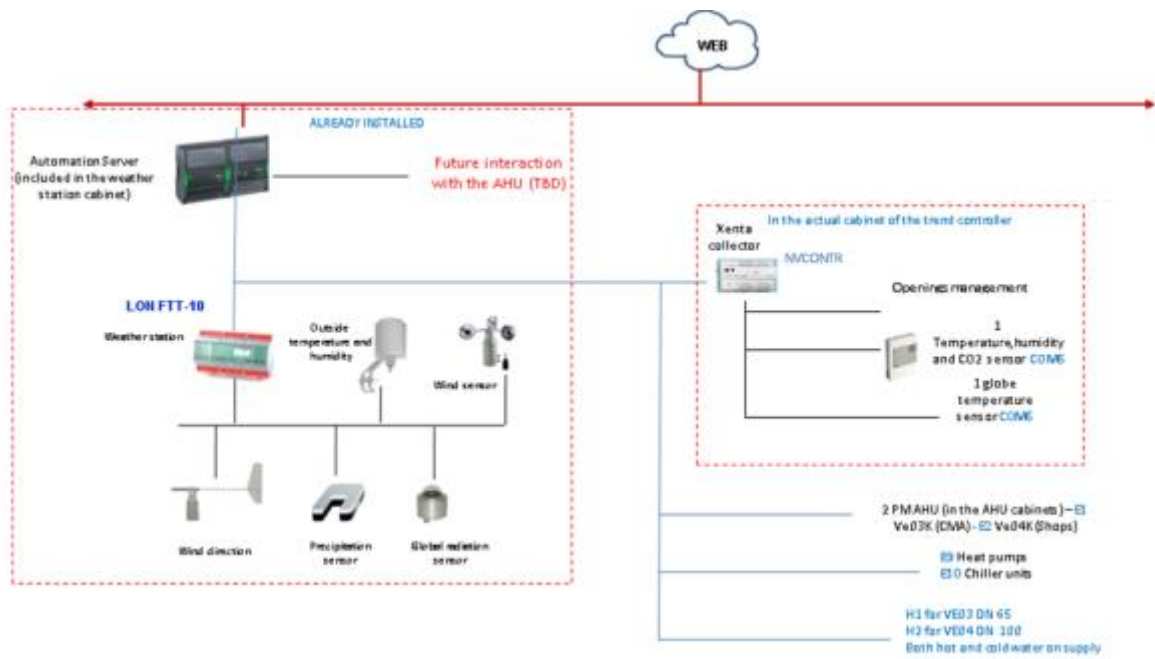 WEB
ALREADY INSTALLED
Automation Server
(included in the weather
station cabinet)
Future interaction
with the AHU (TBD)
In the actual cabinet of the trend controller
Xenta
collector
NVCONTR
Openings management
LON FTT-10
Weather station
Outside
temperature and
humidity
Wind sensor
1
Temperature, humidity
and CO2 sensor COM6
1 globe
temperature
sensor COM6
Wind direction
Precipitation
sensor
Global radiation
sensor
2 PM AHU (in the AHU cabinets) – E1
Ve03K (CMA) - E2 Ve04K (Shops)
Heat pumps
E10 Chiller units
H1 for VE03 DN 65
H2 for VE04 DN 100
Both hot and cold water on supply